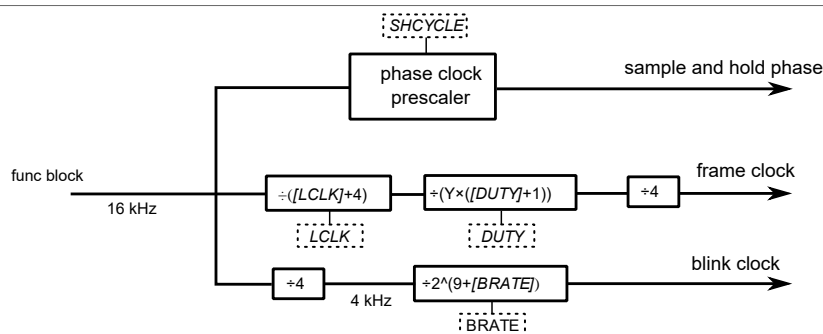 SHCYCLE
phase clock
prescaler
sample and hold phase
func block
16 kHz
÷([LCLK]+4)
LCLK
÷(Y×([DUTY]+1))
DUTY
÷4
frame clock
÷4
4 kHz
÷2^(9+[BRATE])
BRATE
blink clock